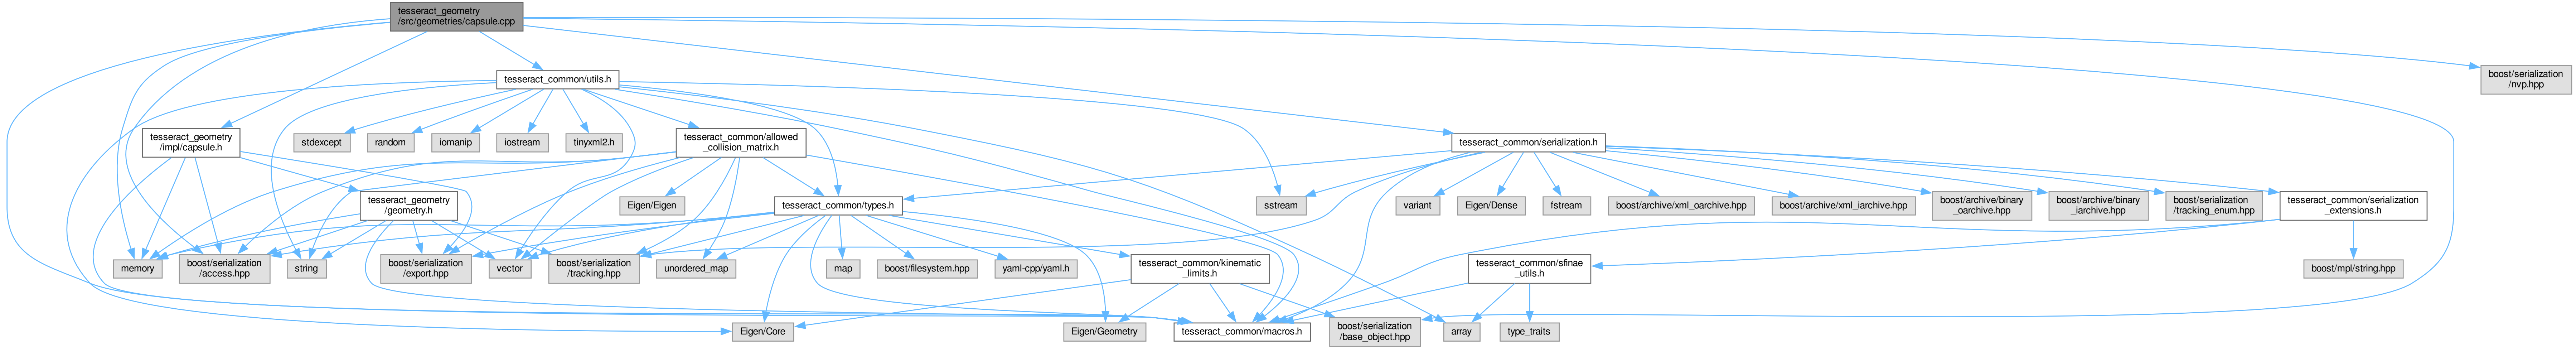 tesseract_geometry
/src/geometries/capsule.cpp
tesseract_common/utils.h
boost/serialization
/nvp.hpp
tesseract_geometry
/impl/capsule.h
stdexcept
random
iomanip
iostream
tinyxml2.h
tesseract_common/allowed
_collision_matrix.h
tesseract_common/serialization.h
tesseract_geometry
/geometry.h
Eigen/Eigen
tesseract_common/types.h
sstream
variant
Eigen/Dense
fstream
boost/archive/xml_oarchive.hpp
boost/archive/xml_iarchive.hpp
boost/archive/binary
_oarchive.hpp
boost/archive/binary
_iarchive.hpp
boost/serialization
/tracking_enum.hpp
tesseract_common/serialization
_extensions.h
memory
boost/serialization
/access.hpp
string
boost/serialization
/export.hpp
vector
boost/serialization
/tracking.hpp
unordered_map
map
boost/filesystem.hpp
yaml-cpp/yaml.h
tesseract_common/kinematic
_limits.h
tesseract_common/sfinae
_utils.h
boost/mpl/string.hpp
Eigen/Core
Eigen/Geometry
tesseract_common/macros.h
boost/serialization
/base_object.hpp
array
type_traits